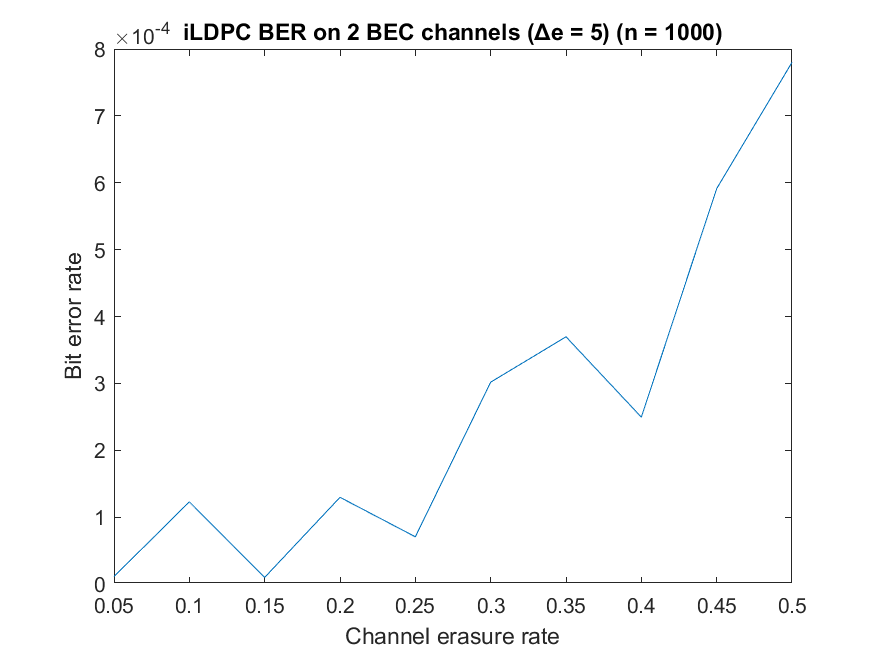 iLDPC BER on 2 BEC channels (Δe = 5) (n = 1000)
×10-4
8
7
6
5
4
3
2
1
0
Bit error rate
0.05 0.1 0.15 0.2 0.25 0.3 0.35 0.4 0.45 0.5
Channel erasure rate